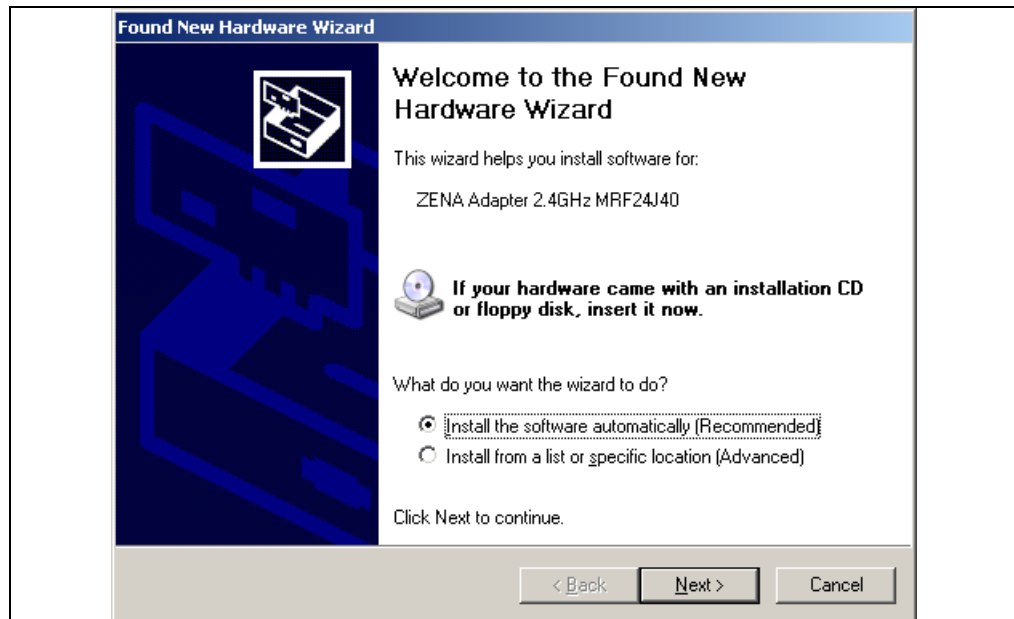 Found New Hardware Wizard
Welcome to the Found New
Hardware Wizard
This wizard helps you install software for:
ZENA Adapter 2.4GHz MRF24J40
If your hardware came with an installation CD
or floppy disk, insert it now.
What do you want the wizard to do?
Install the software automatically (Recommended)
Install from a list or specific location (Advanced)
Click Next to continue.
< Back Next > Cancel